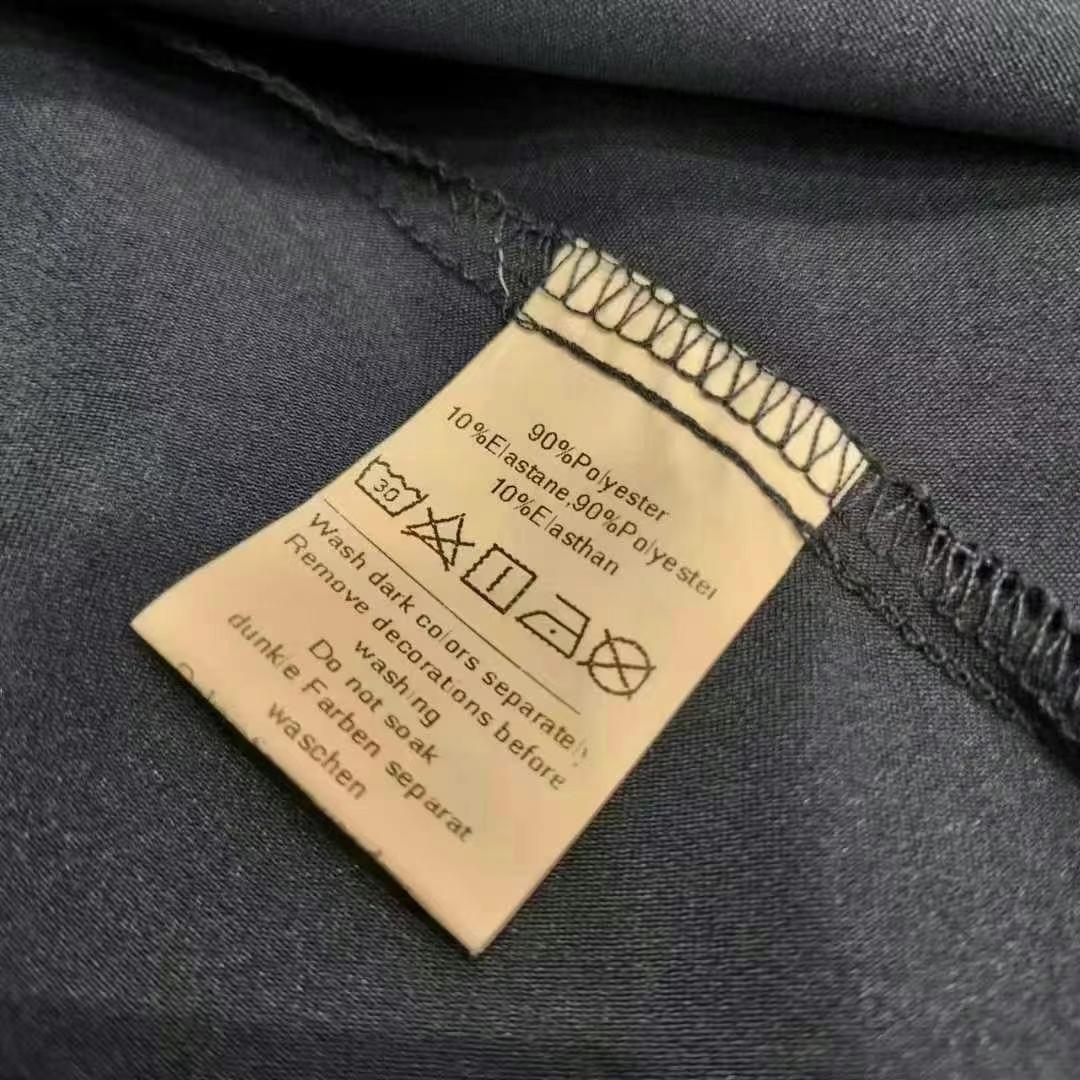 90%Polyester
10%Elastane,90%Polyester
10%Elasthan
30
Wash dark colors separately
Remove decorations before
washing
Do not soak
dunkle Farben separat
waschen